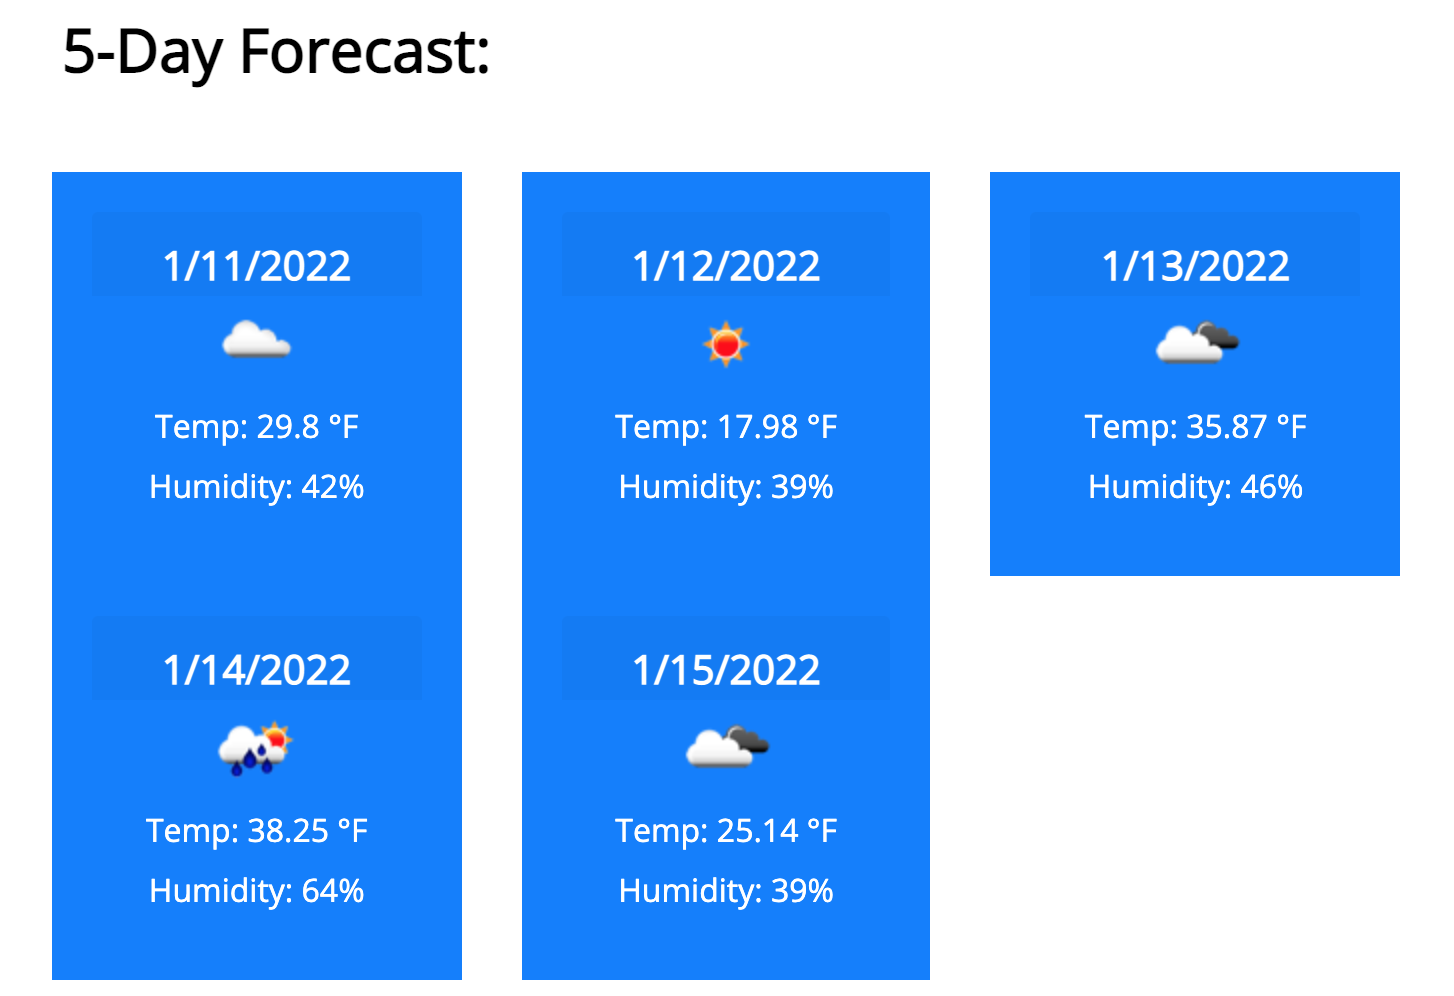 5-Day Forecast:
1/11/2022
Temp: 29.8 °F
Humidity: 42%
1/12/2022
Temp: 17.98 °F
Humidity: 39%
1/13/2022
Temp: 35.87 °F
Humidity: 46%
1/14/2022
Temp: 38.25 °F
Humidity: 64%
1/15/2022
Temp: 25.14 °F
Humidity: 39%